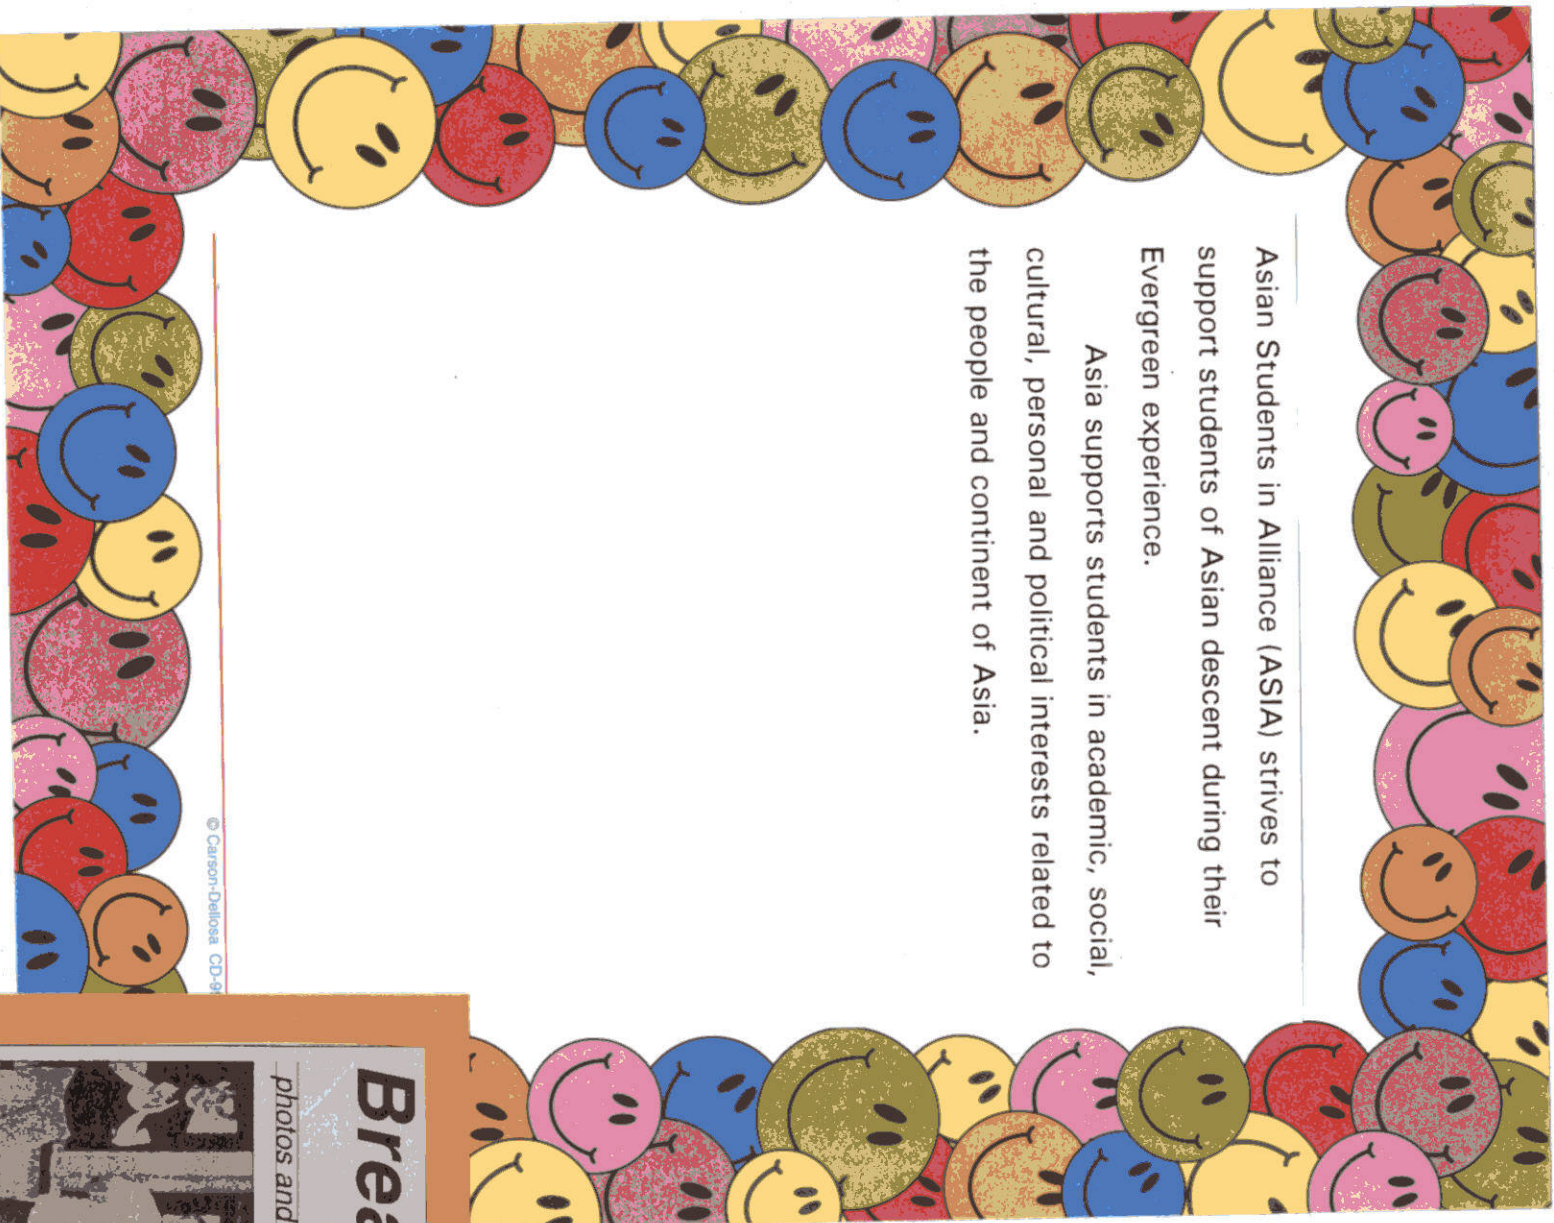 Asian Students in Alliance (ASIA) strives to
support students of Asian descent during their
Evergreen experience.
Asia supports students in academic, social,
cultural, personal and political interests related to
the people and continent of Asia.
© Carson-Dellosa CD-9
Brea
photos and